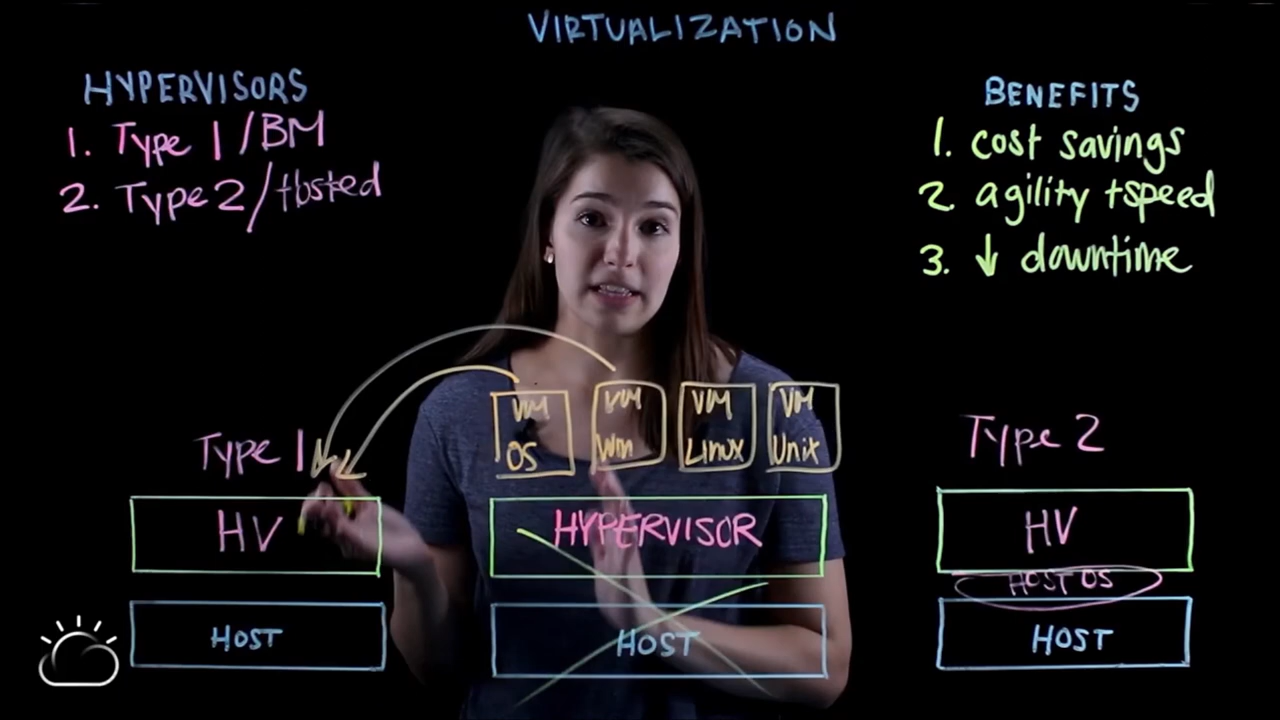 VIRTUALIZATION
HYPERVISORS
1. Type 1/BM
2. Type 2/Hosted
BENEFITS
1. cost savings
2. agility + speed
3. ↓ downtime
VM OS
VM Win
VM Linux
VM Unix
Type 1
HV
HOST
HYPERVISOR
HOST
Type 2
HV
HOST OS
HOST